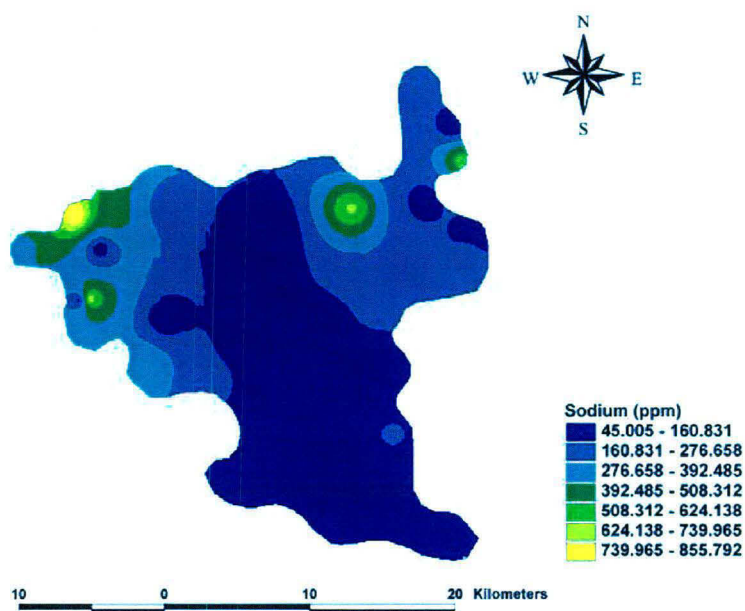 N
W E
S
Sodium (ppm)
45.005 - 160.831
160.831 - 276.658
276.658 - 392.485
392.485 - 508.312
508.312 - 624.138
624.138 - 739.965
739.965 - 855.792
10 0 10 20 Kilometers